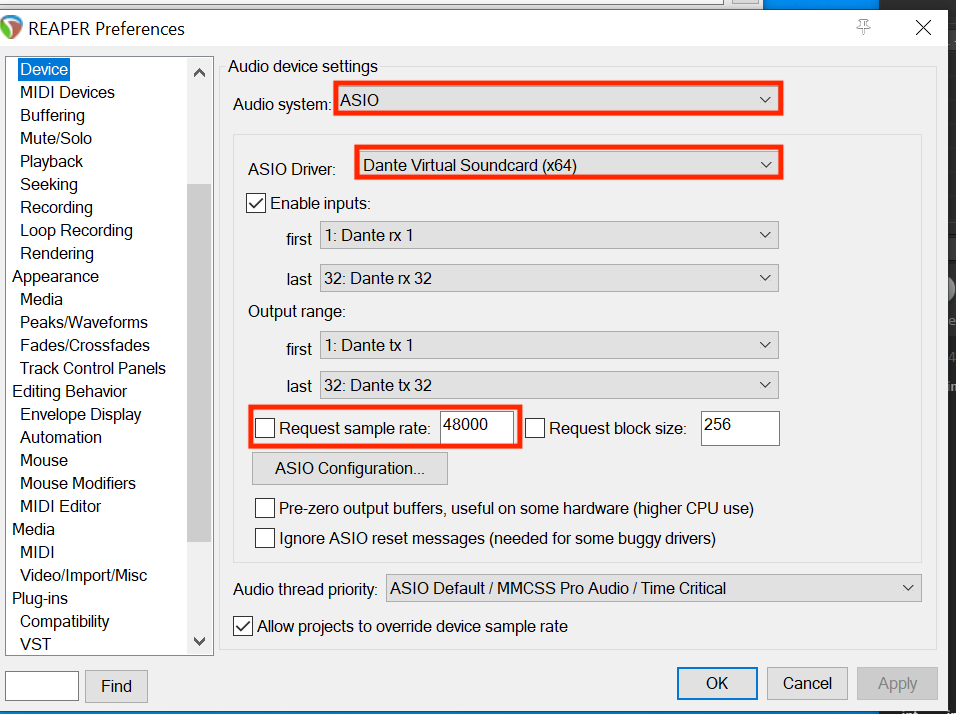 REAPER Preferences
Device
MIDI Devices
Buffering
Mute/Solo
Playback
Seeking
Recording
Loop Recording
Rendering
Appearance
Media
Peaks/Waveforms
Fades/Crossfades
Track Control Panels
Editing Behavior
Envelope Display
Automation
Mouse
Mouse Modifiers
MIDI Editor
Media
MIDI
Video/Import/Misc
Plug-ins
Compatibility
VST
Find
Audio device settings
Audio system: ASIO
ASIO Driver: Dante Virtual Soundcard (x64)
Enable inputs:
first 1: Dante rx 1
last 32: Dante rx 32
Output range:
first 1: Dante tx 1
last 32: Dante tx 32
Request sample rate: 48000 Request block size: 256
ASIO Configuration...
Pre-zero output buffers, useful on some hardware (higher CPU use)
Ignore ASIO reset messages (needed for some buggy drivers)
Audio thread priority: ASIO Default / MMCSS Pro Audio / Time Critical
Allow projects to override device sample rate
OK Cancel Apply